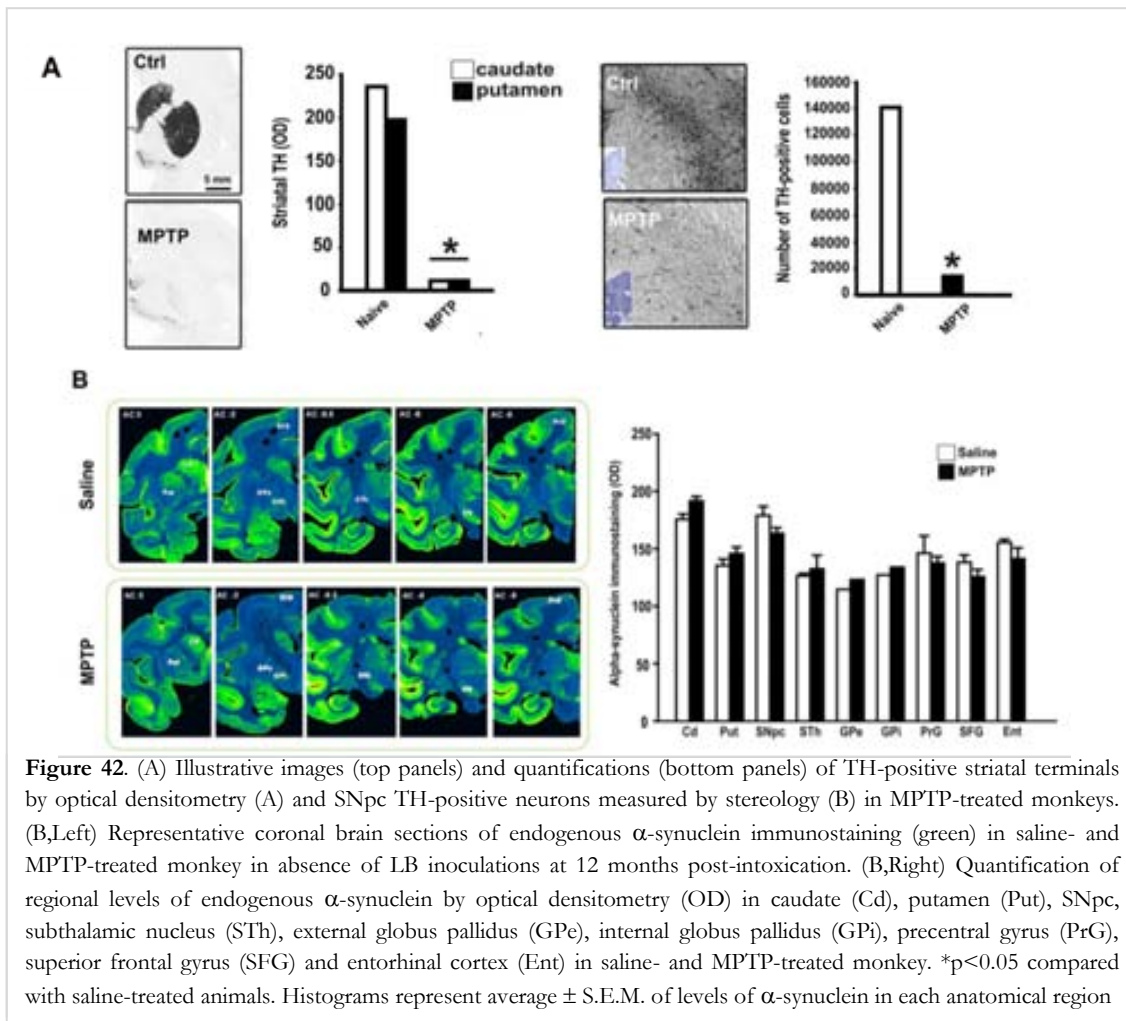 A
Ctrl
5 mm
MPTP
Striatal TH (OD)
250
200
150
100
50
0
Naive
MPTP
*
caudate
putamen
Ctrl
MPTP
Number of TH-positive cells
160000
140000
120000
100000
80000
60000
40000
20000
0
Naive
MPTP
*
B
Saline
MPTP
Alpha-synuclein immunostaining (OD)
250
200
150
100
50
0
Saline
MPTP
Cd Put SNpc STh GPe GPi PrG SFG Ent
Figure 42. (A) Illustrative images (top panels) and quantifications (bottom panels) of TH-positive striatal terminals
by optical densitometry (A) and SNpc TH-positive neurons measured by stereology (B) in MPTP-treated monkeys.
(B,Left) Representative coronal brain sections of endogenous α-synuclein immunostaining (green) in saline- and
MPTP-treated monkey in absence of LB inoculations at 12 months post-intoxication. (B,Right) Quantification of
regional levels of endogenous α-synuclein by optical densitometry (OD) in caudate (Cd), putamen (Put), SNpc,
subthalamic nucleus (STh), external globus pallidus (GPe), internal globus pallidus (GPi), precentral gyrus (PrG),
superior frontal gyrus (SFG) and entorhinal cortex (Ent) in saline- and MPTP-treated monkey. *p<0.05 compared
with saline-treated animals. Histograms represent average ± S.E.M. of levels of α-synuclein in each anatomical region